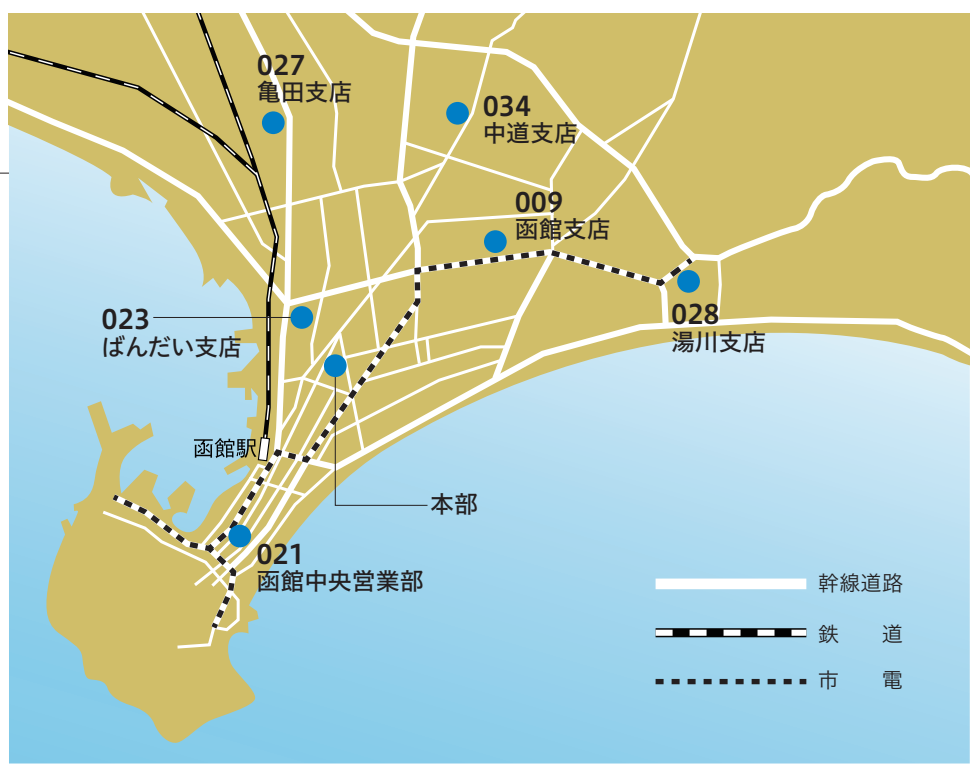 027
亀田支店
034
中道支店
009
函館支店
023
ばんだい支店
028
湯川支店
函館駅
本部
021
函館中央営業部
幹線道路
鉄 道
市 電